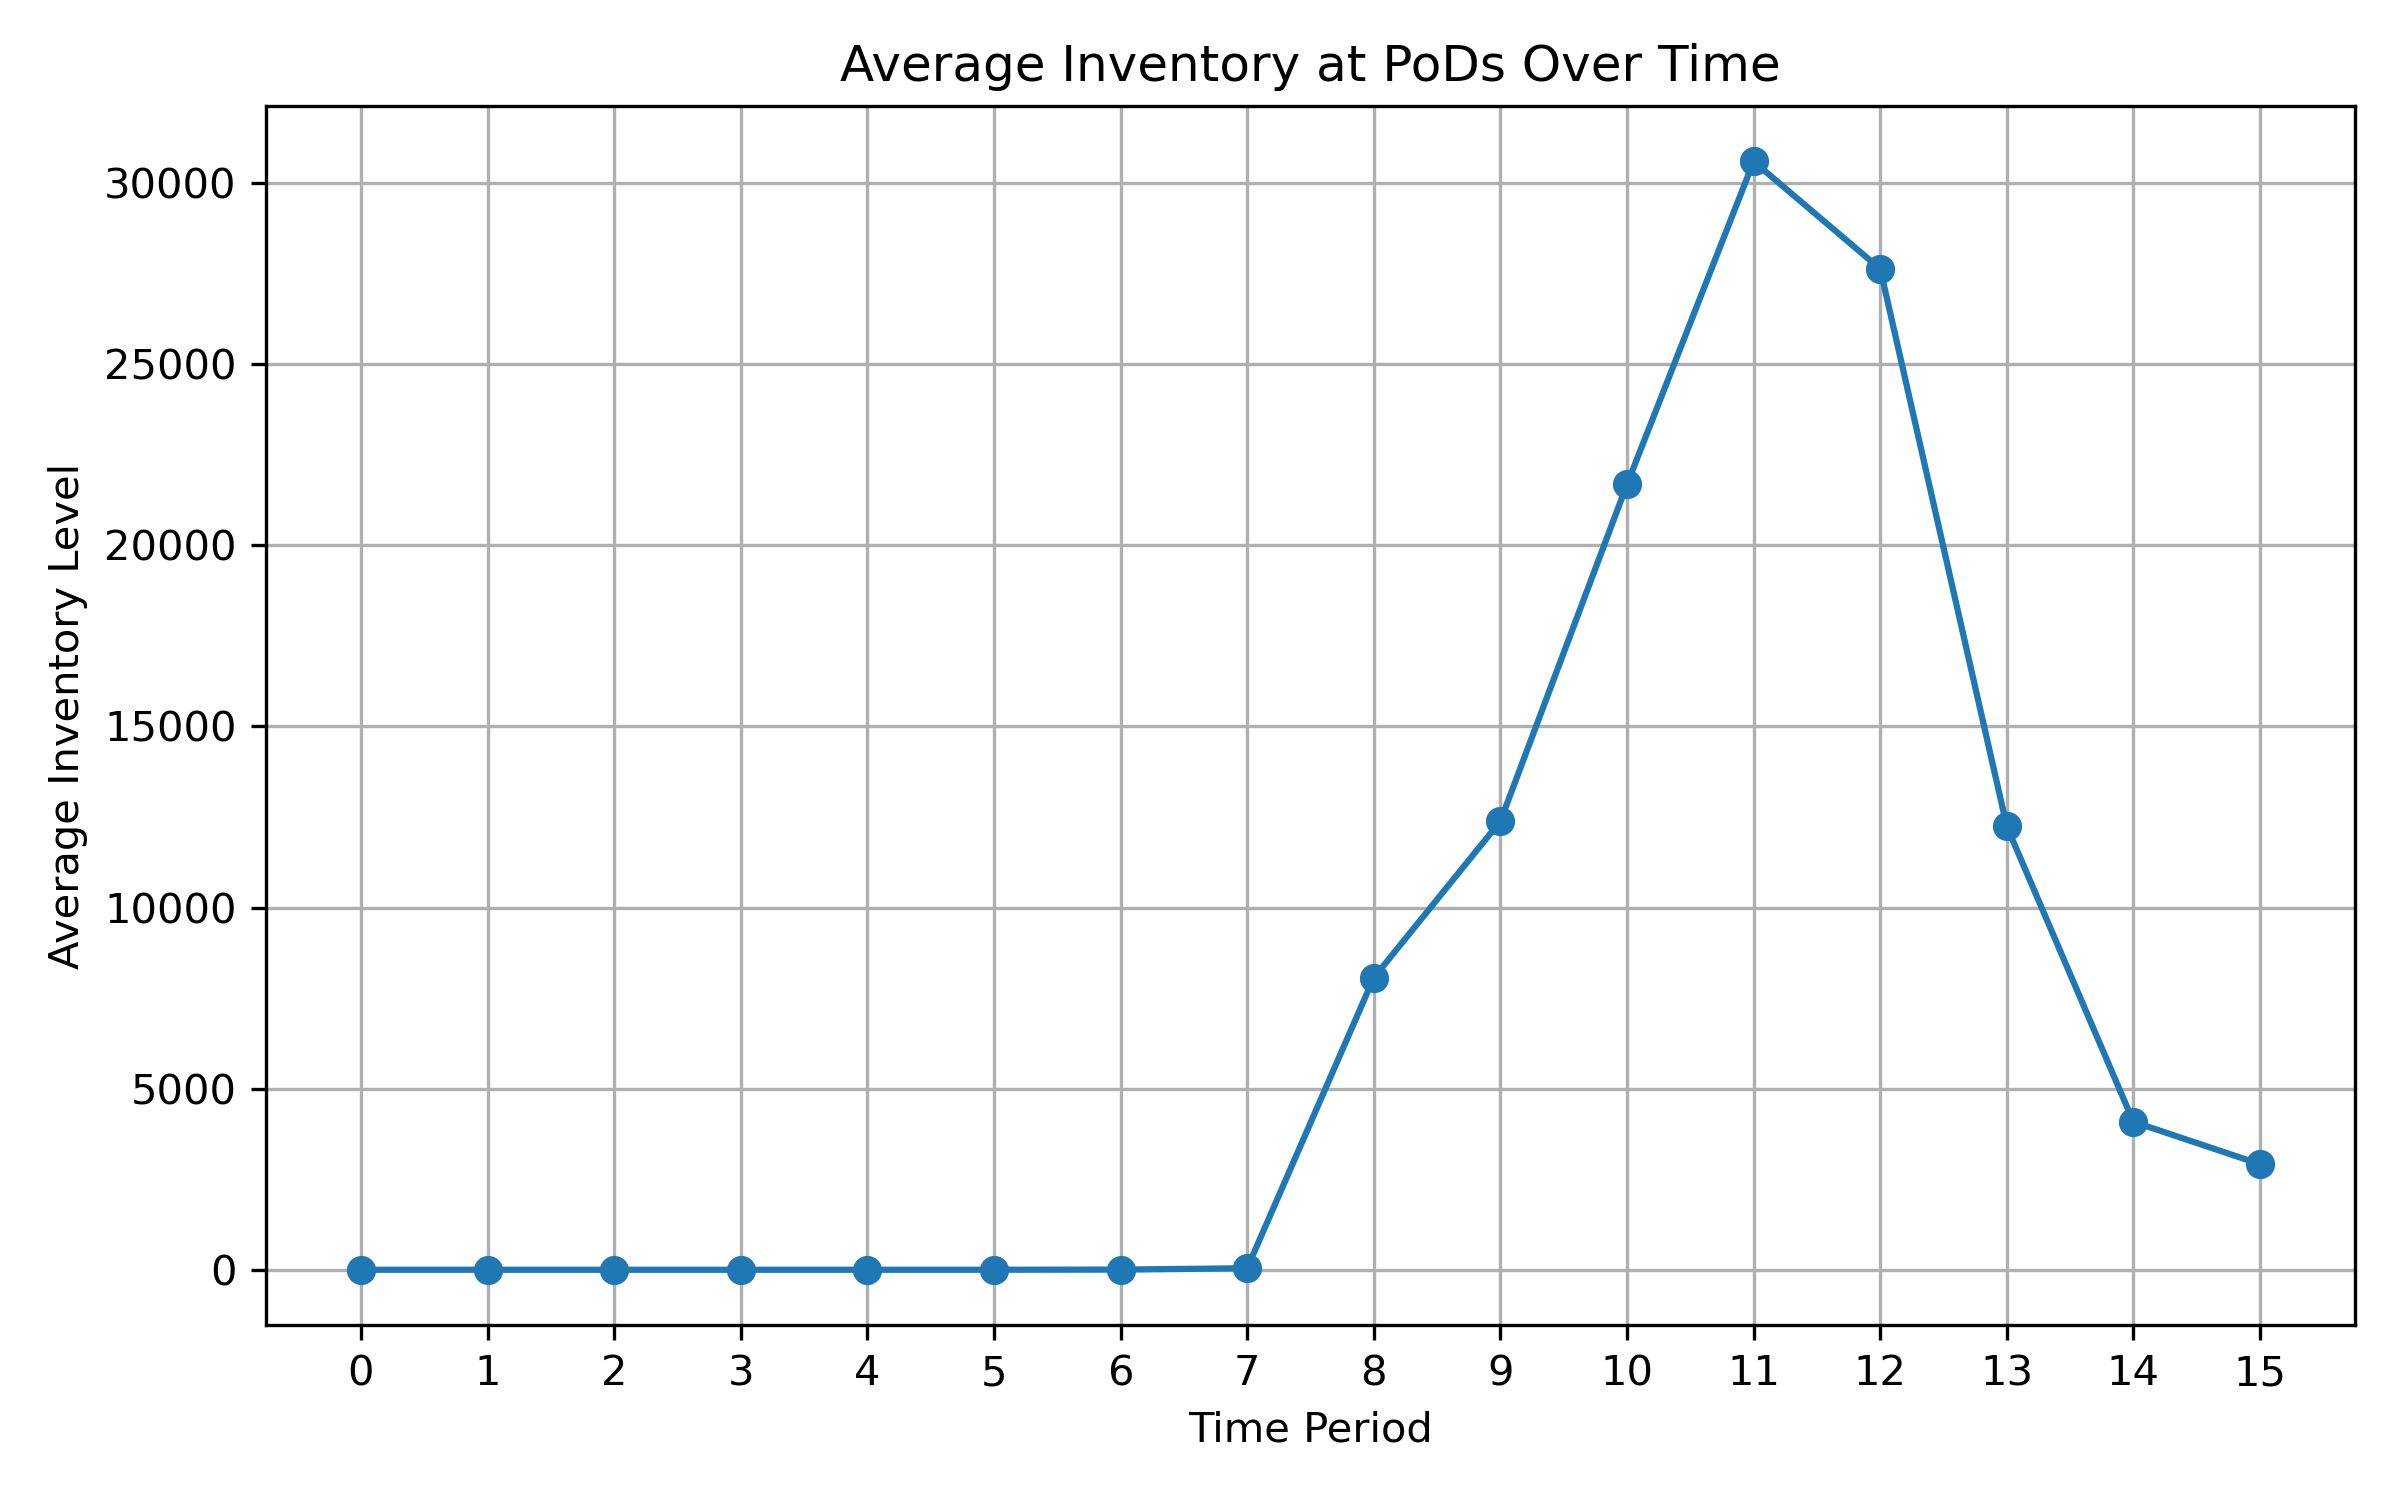 Average Inventory at PoDs Over Time
Average Inventory Level
30000
25000
20000
15000
10000
5000
0
0 1 2 3 4 5 6 7 8 9 10 11 12 13 14 15
Time Period